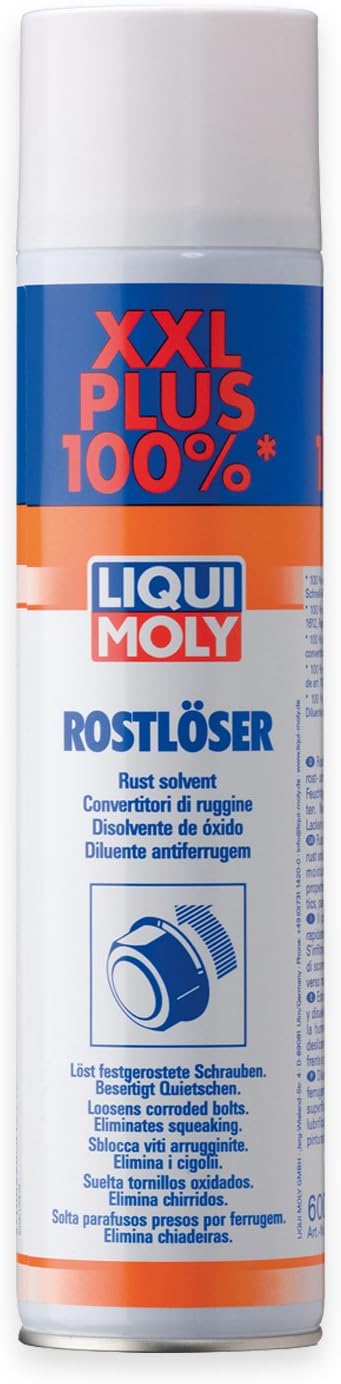 XXL
PLUS
100%*
LIQUI
MOLY
ROSTLÖSER
Rust solvent
Convertitori di ruggine
Disolvente de óxido
Diluente antiferrugem
Löst festgerostete Schrauben.
Beseitigt Quietschen.
Loosens corroded bolts.
Eliminates squeaking.
Sblocca viti arrugginite.
Elimina i cigolii.
Suelta tornillos oxidados.
Elimina chirridos.
Solta parafusos presos por ferrugem.
Elimina chiadeiras.